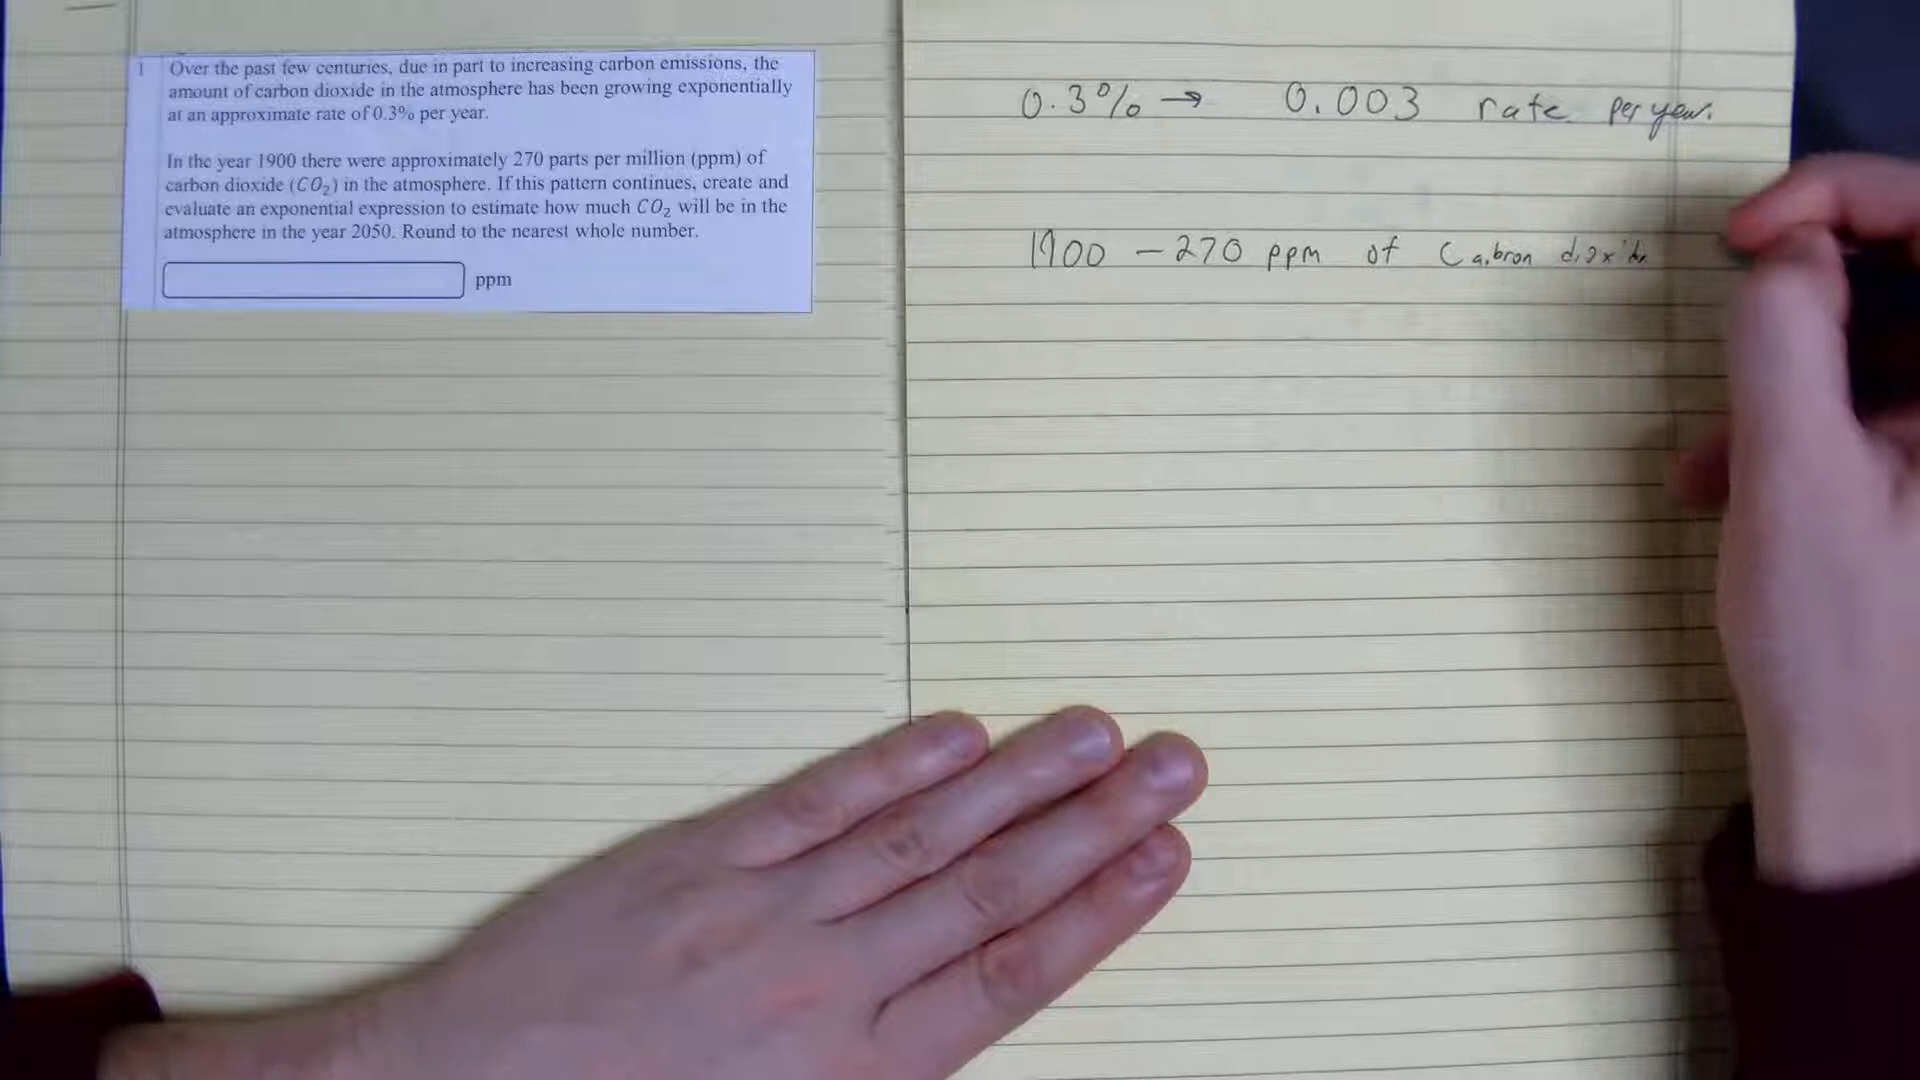 1 Over the past few centuries, due in part to increasing carbon emissions, the
amount of carbon dioxide in the atmosphere has been growing exponentially
at an approximate rate of 0.3% per year.
In the year 1900 there were approximately 270 parts per million (ppm) of
carbon dioxide (CO₂) in the atmosphere. If this pattern continues, create and
evaluate an exponential expression to estimate how much CO₂ will be in the
atmosphere in the year 2050. Round to the nearest whole number.
ppm
0.3% → 0.003 rate per year.
1900 – 270 ppm of